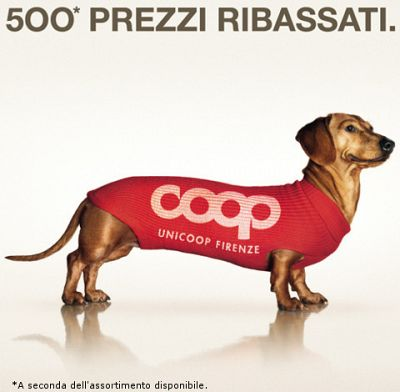 500* PREZZI RIBASSATI.
coop
UNICOOP FIRENZE
*A seconda dell'assortimento disponibile.